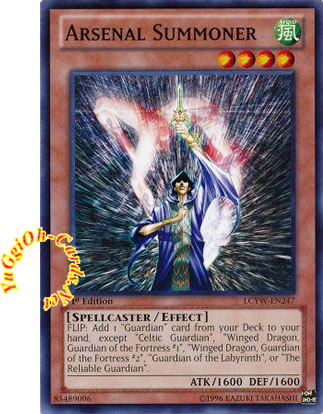 ARSENAL SUMMONER
風
YuGgiOh-Cards.Net
1st Edition
LCYW-EN247
[SPELLCASTER / EFFECT]
FLIP: Add 1 "Guardian" card from your Deck to your
hand, except "Celtic Guardian", "Winged Dragon,
Guardian of the Fortress #1", "Winged Dragon, Guardian
of the Fortress #2", "Guardian of the Labyrinth", or "The
Reliable Guardian".
ATK/1600 DEF/1600
85489096
©1996 KAZUKI TAKAHASHI